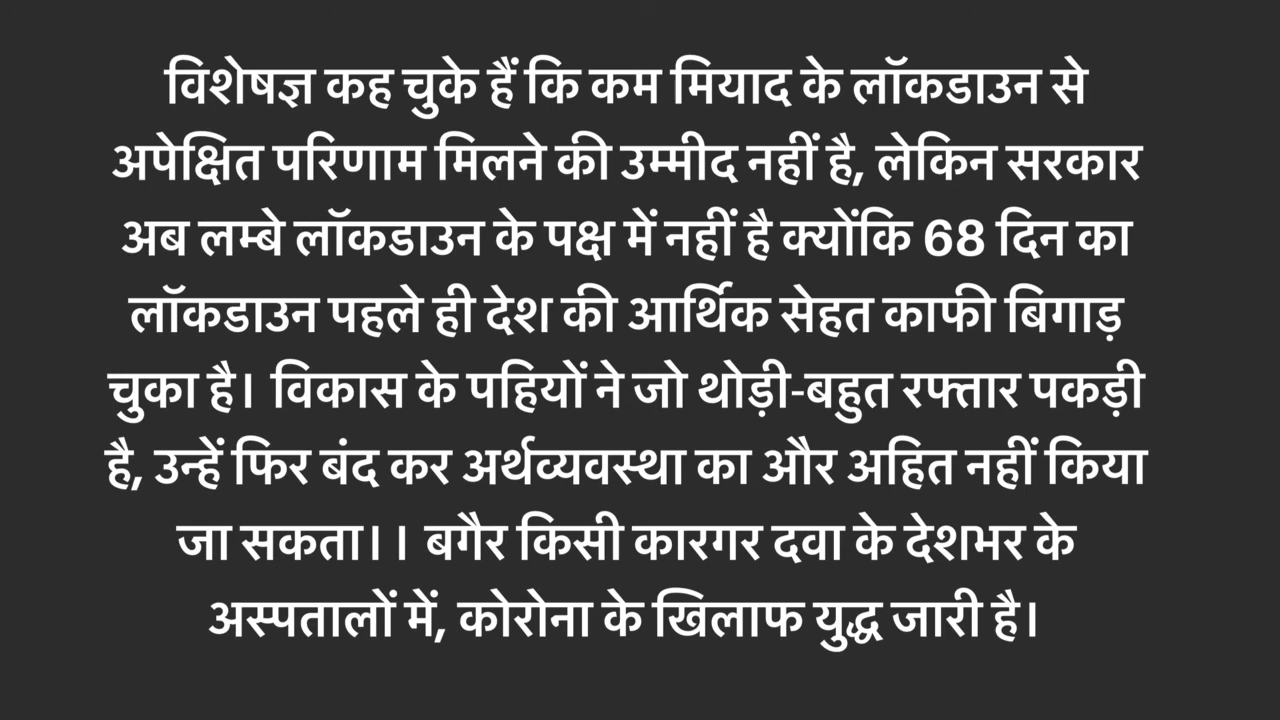 विशेषज्ञ कह चुके हैं कि कम मियाद के लॉकडाउन से
अपेक्षित परिणाम मिलने की उम्मीद नहीं है, लेकिन सरकार
अब लम्बे लॉकडाउन के पक्ष में नहीं है क्योंकि 68 दिन का
लॉकडाउन पहले ही देश की आर्थिक सेहत काफी बिगाड़
चुका है। विकास के पहियों ने जो थोड़ी-बहुत रफ्तार पकड़ी
है, उन्हें फिर बंद कर अर्थव्यवस्था का और अहित नहीं किया
जा सकता।। बगैर किसी कारगर दवा के देशभर के
अस्पतालों में, कोरोना के खिलाफ युद्ध जारी है।